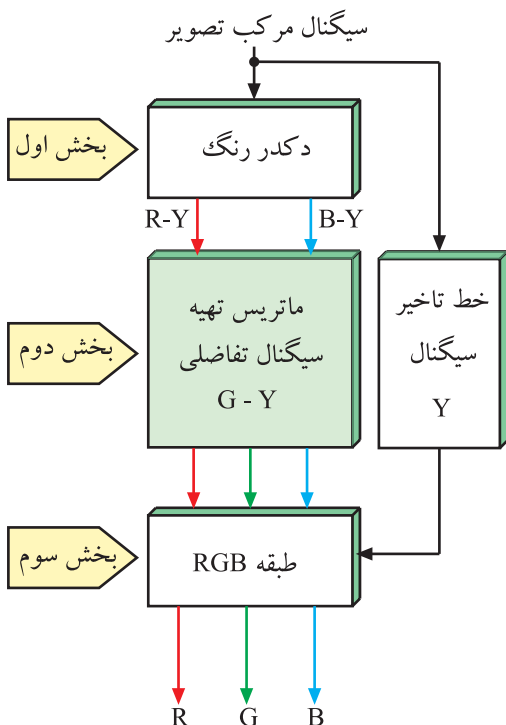 سیگنال مرکب تصویر
بخش اول
دکدر رنگ
R-Y
B-Y
بخش دوم
ماتریس تهیه
سیگنال تفاضلی
G - Y
خط تاخیر
سیگنال
Y
بخش سوم
طبقه RGB
R
G
B